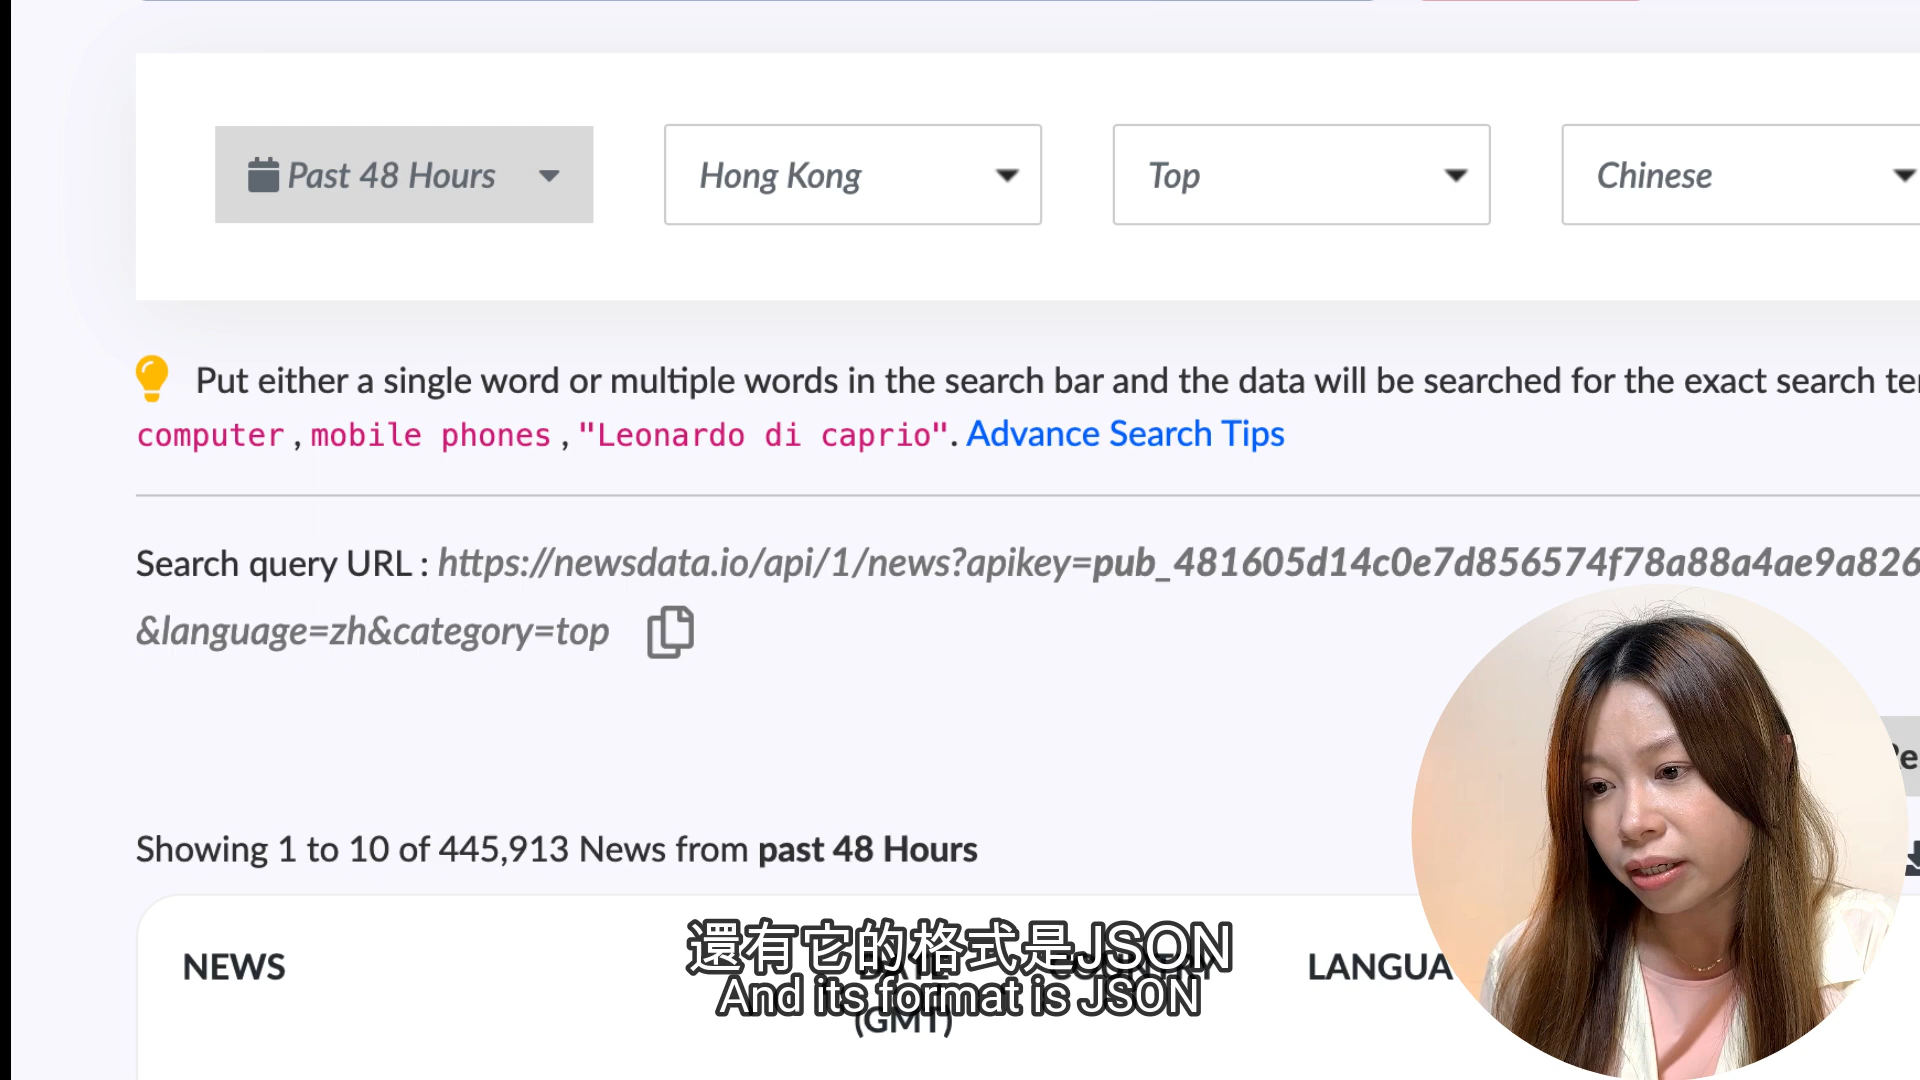 Past 48 Hours
Hong Kong
Top
Chinese
Put either a single word or multiple words in the search bar and the data will be searched for the exact search
computer , mobile phones , "Leonardo di caprio". Advance Search Tips
Search query URL : https://newsdata.io/api/1/news?apikey=pub_481605d14c0e7d856574f78a88a4ae9a826
&language=zh&category=top
Showing 1 to 10 of 445,913 News from past 48 Hours
NEWS
DATE
COUNTRY
LANGUA
(GMT)
還有它的格式是JSON
And its format is JSON